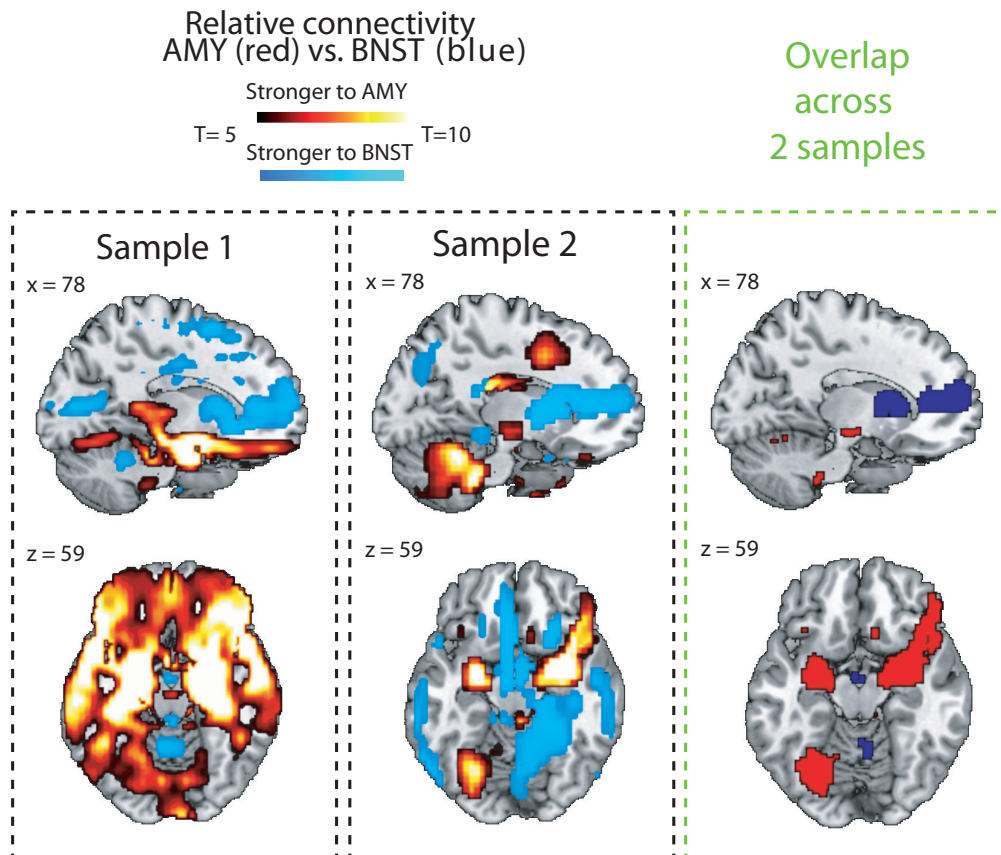 Relative connectivity
AMY (red) vs. BNST (blue)
Stronger to AMY
T= 5
T=10
Stronger to BNST
Overlap
across
2 samples
Sample 1
Sample 2
x = 78
x = 78
x = 78
z = 59
z = 59
z = 59